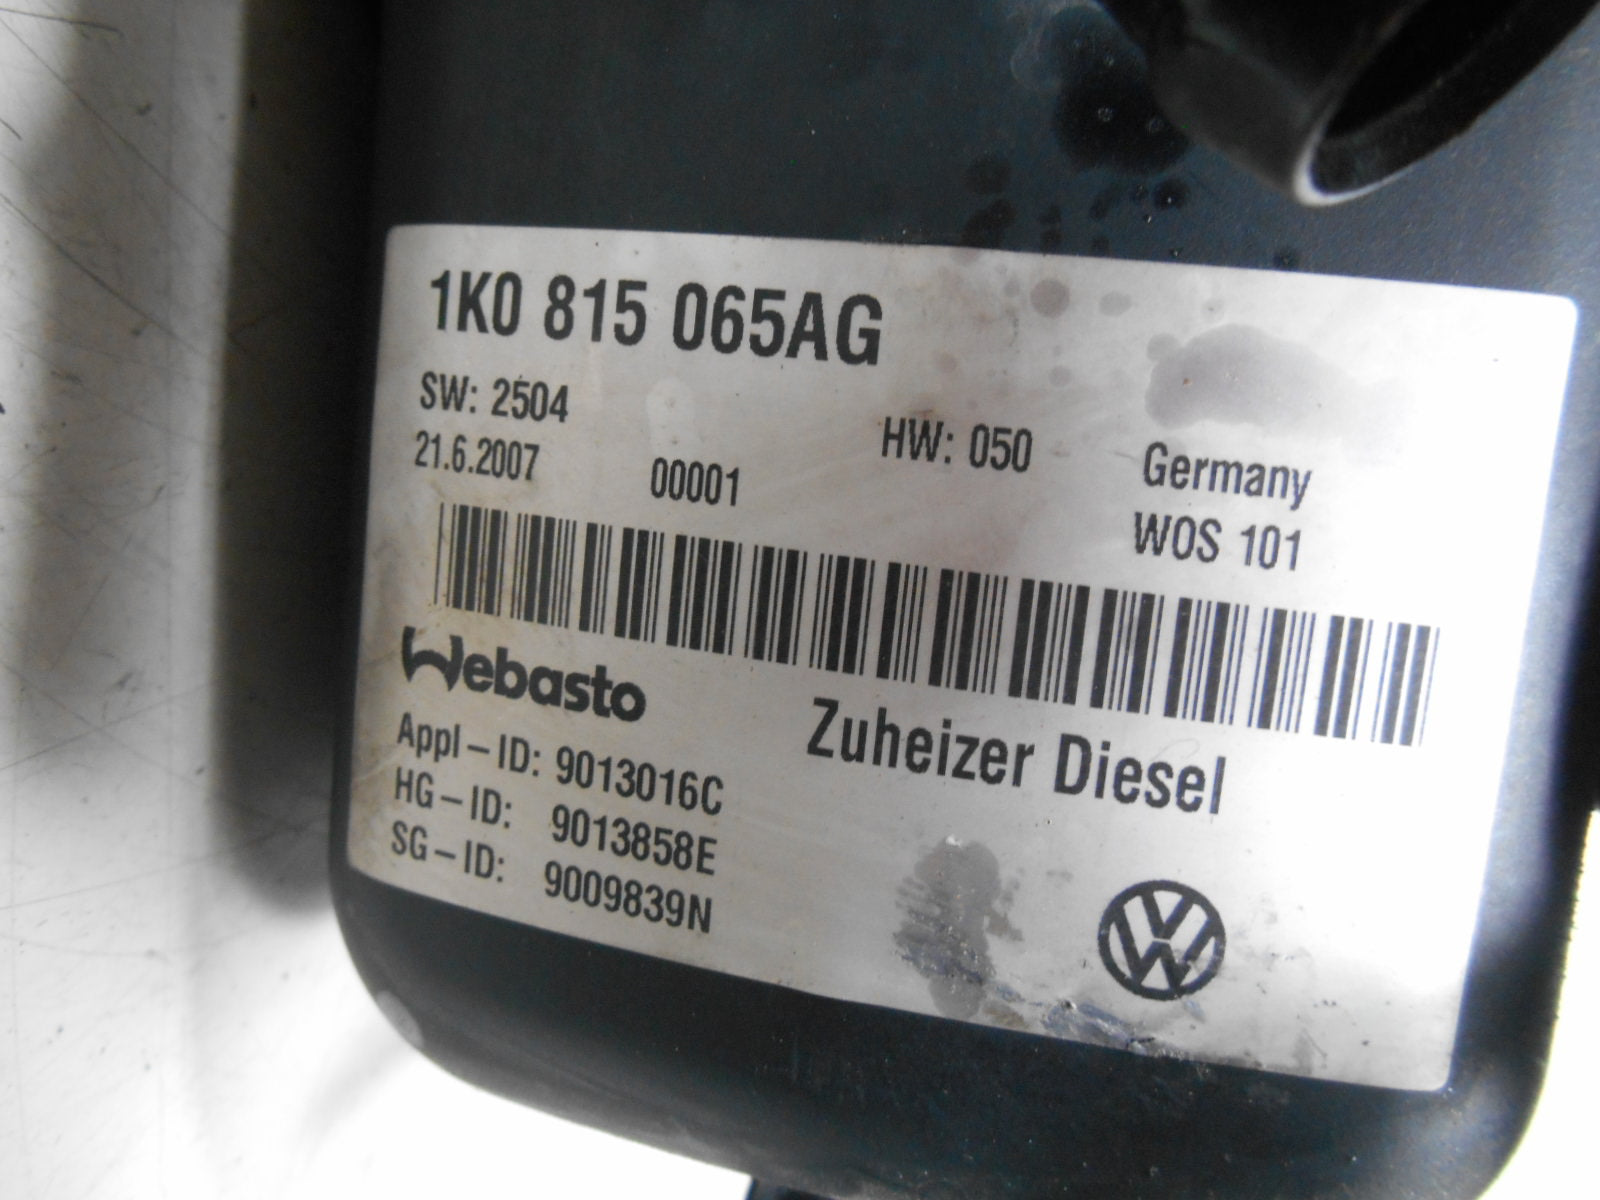 1K0 815 065AG
SW: 2504
HW: 050
Germany
21.6.2007
00001
WOS 101
Webasto
Zuheizer Diesel
Appl-ID: 9013016C
HG-ID: 9013858E
SG-ID: 9009839N
VW